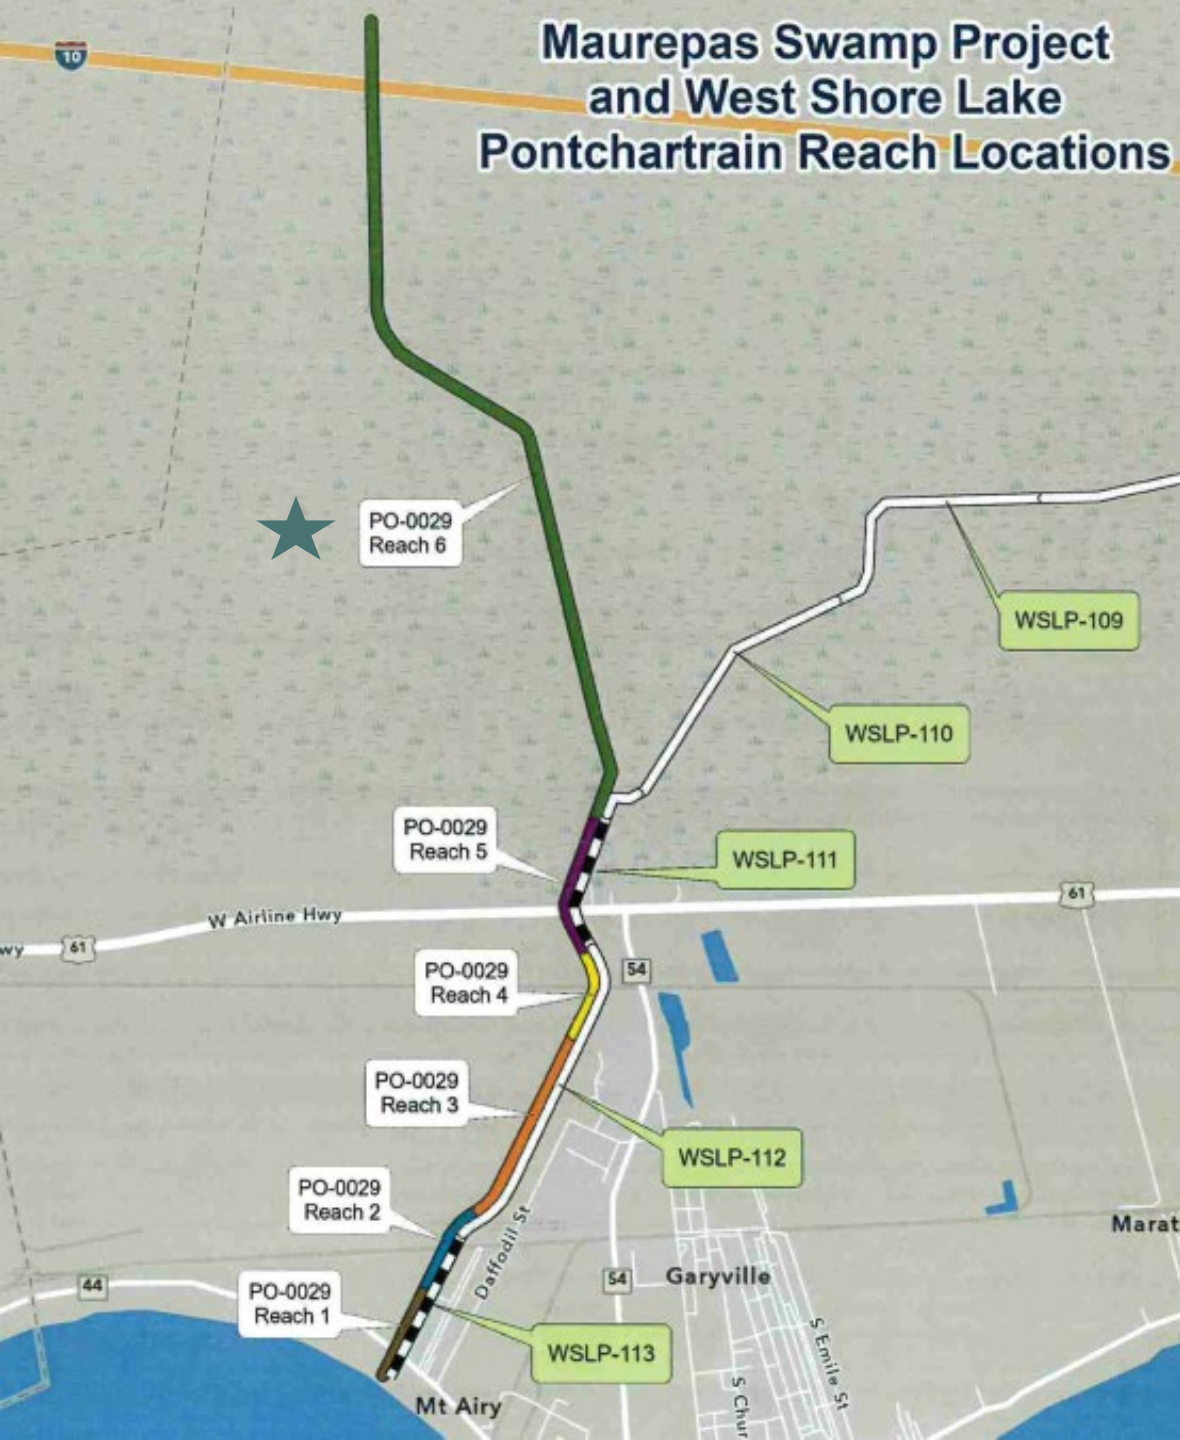 Maurepas Swamp Project
and West Shore Lake
Pontchartrain Reach Locations
10
PO-0029
Reach 6
WSLP-109
WSLP-110
PO-0029
Reach 5
WSLP-111
W Airline Hwy
61
wy
61
PO-0029
Reach 4
54
PO-0029
Reach 3
WSLP-112
PO-0029
Reach 2
Daffodil St
Marat
44
PO-0029
Reach 1
54
Garyville
WSLP-113
S Emile St
S Chur
Mt Airy